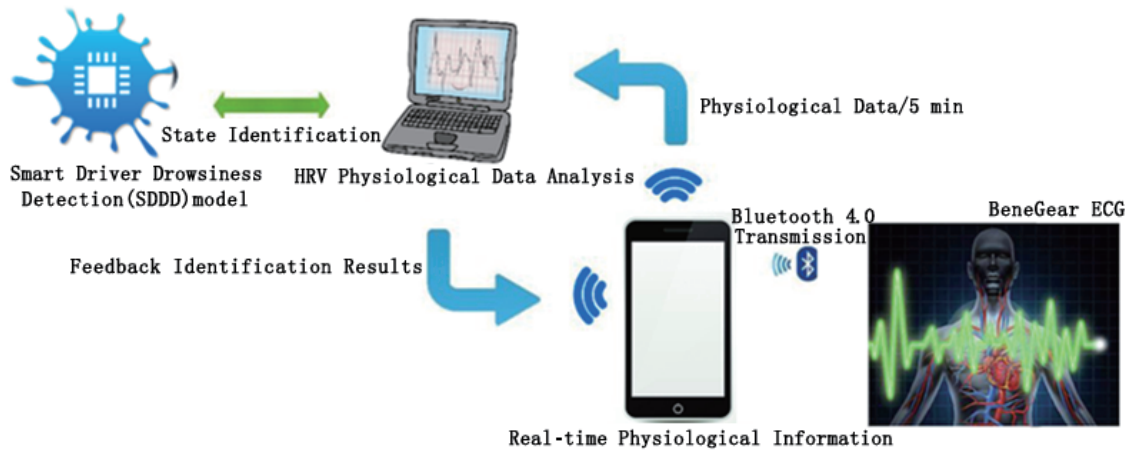 Physiological Data/5 min
State Identification
Smart Driver Drowsiness
Detection(SDDD)model
HRV Physiological Data Analysis
Bluetooth 4.0
Transmission
BeneGear ECG
Feedback Identification Results
Real-time Physiological Information